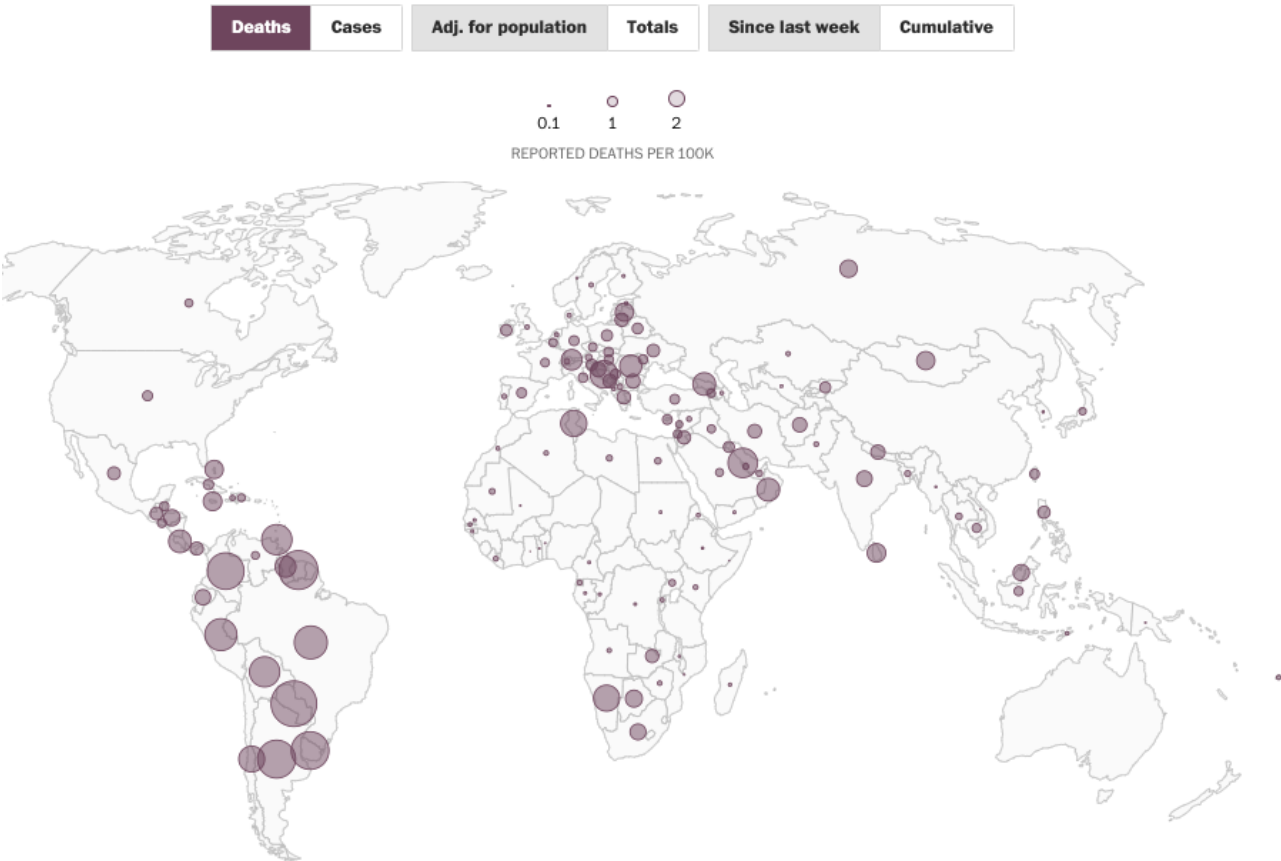 Deaths Cases Adj. for population Totals Since last week Cumulative
0.1 1 2
REPORTED DEATHS PER 100K